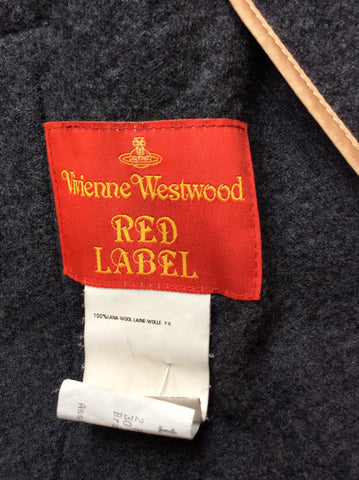 Vivienne Westwood
RED
LABEL
100%LANA WOOL LAINE WOLLE